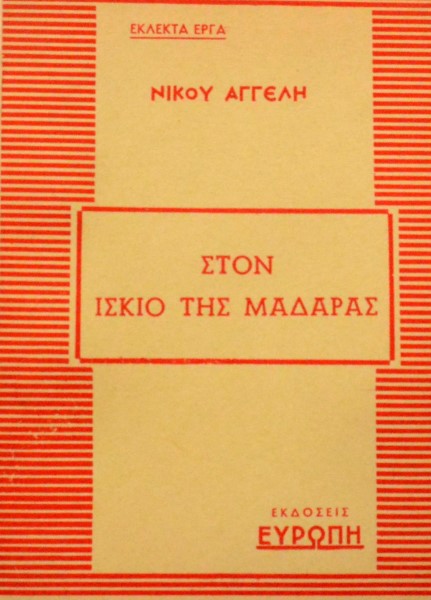 ΕΚΛΕΚΤΑ ΕΡΓΑ
ΝΙΚΟΥ ΑΓΓΕΛΗ
ΣΤΟΝ
ΙΣΚΙΟ ΤΗΣ ΜΑΔΑΡΑΣ
ΕΚΔΟΣΕΙΣ
ΕΥΡΩΠΗ